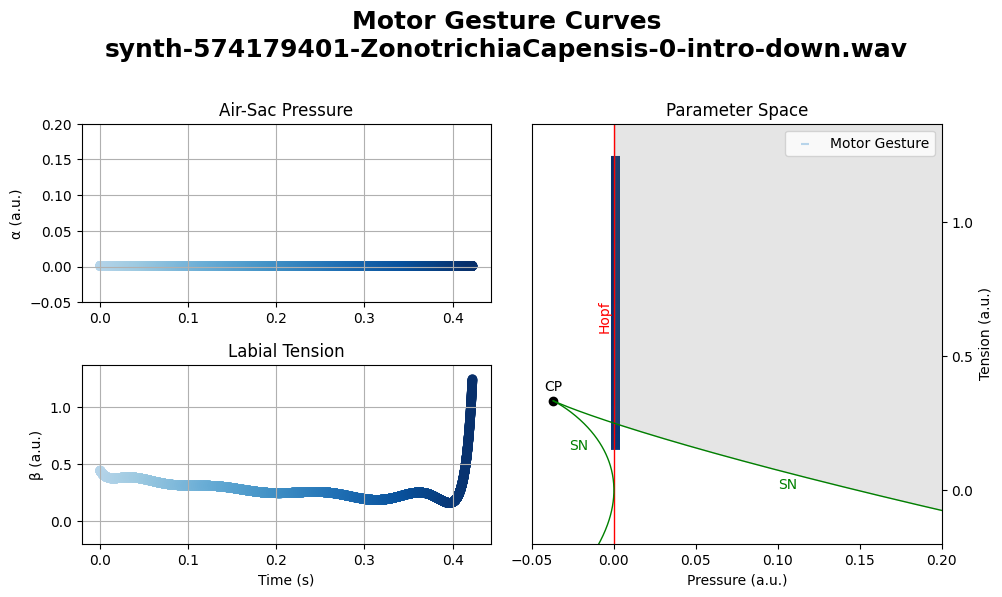 Motor Gesture Curves
synth-574179401-ZonotrichiaCapensis-0-intro-down.wav
Air-Sac Pressure
α (a.u.)
0.20
0.15
0.10
0.05
0.00
−0.05
0.0 0.1 0.2 0.3 0.4
Labial Tension
β (a.u.)
1.0
0.5
0.0
0.0 0.1 0.2 0.3 0.4
Time (s)
Parameter Space
Motor Gesture
Hopf
CP
SN
SN
1.0
0.5
0.0
Tension (a.u.)
−0.05 0.00 0.05 0.10 0.15 0.20
Pressure (a.u.)